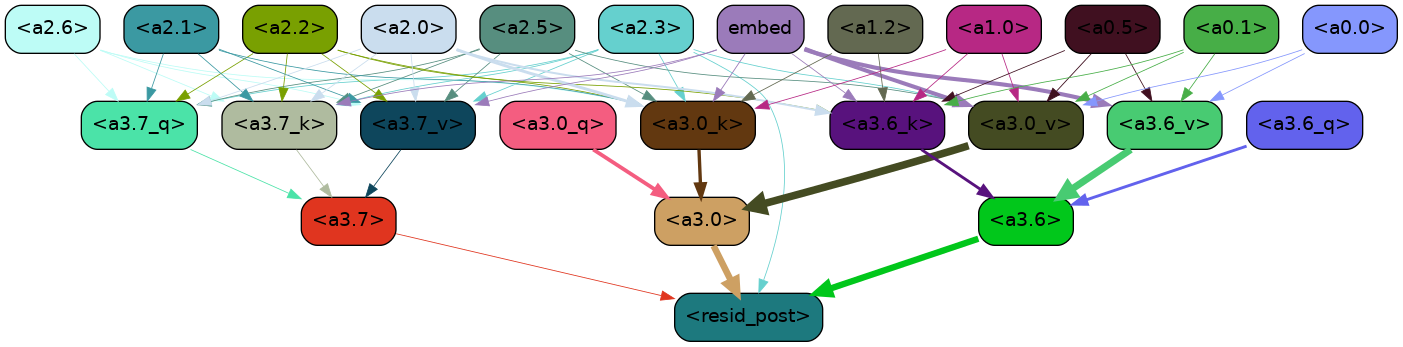 <a2.6> <a2.1> <a2.2> <a2.0> <a2.5> <a2.3> embed <a1.2> <a1.0> <a0.5> <a0.1> <a0.0>
<a3.7_q> <a3.7_k> <a3.7_v> <a3.0_q> <a3.0_k> <a3.6_k> <a3.0_v> <a3.6_v> <a3.6_q>
<a3.7> <a3.0> <a3.6>
<resid_post>